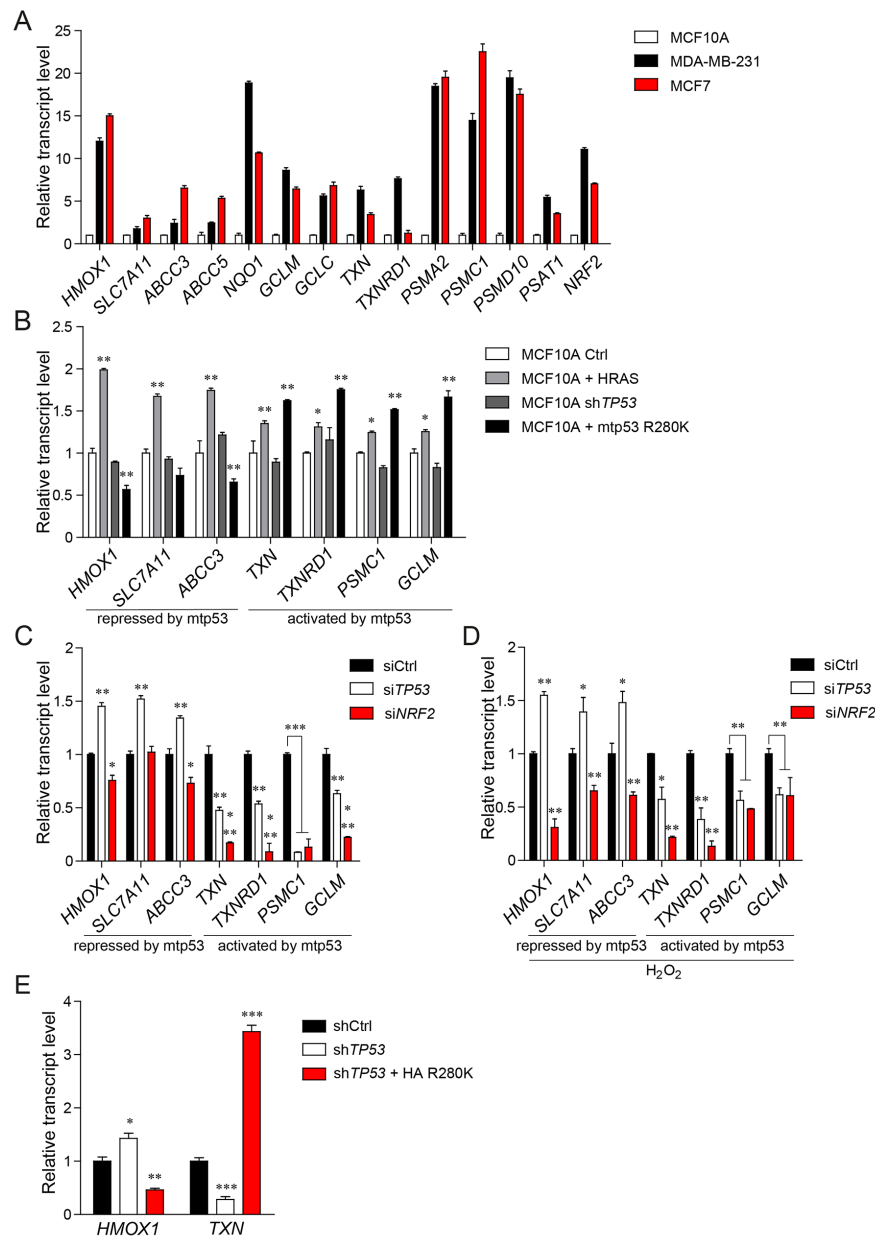 A
Relative transcript level
25
20
15
10
5
0
MCF10A
MDA-MB-231
MCF7
HMOX1
SLC7A11
ABCC3
ABCC5
NQO1
GCLM
GCLC
TXN
TXNRD1
PSMA2
PSMC1
PSMD10
PSAT1
NRF2
B
Relative transcript level
2.5
2
1.5
1
0.5
0
** ** ** ** ** ** * ** * ** * **
MCF10A Ctrl
MCF10A + HRAS
MCF10A shTP53
MCF10A + mtp53 R280K
HMOX1
SLC7A11
ABCC3
TXN
TXNRD1
PSMC1
GCLM
repressed by mtp53
activated by mtp53
C
Relative transcript level
2
1.5
1
0.5
0
** * ** ** * ** * ** ** * ** *** ** * **
siCtrl
siTP53
siNRF2
HMOX1
SLC7A11
ABCC3
TXN
TXNRD1
PSMC1
GCLM
repressed by mtp53
activated by mtp53
D
Relative transcript level
2
1.5
1
0.5
0
** ** * ** * ** * ** ** ** ** **
siCtrl
siTP53
siNRF2
HMOX1
SLC7A11
ABCC3
TXN
TXNRD1
PSMC1
GCLM
repressed by mtp53
activated by mtp53
H2O2
E
Relative transcript level
4
3
2
1
0
* ** *** ***
shCtrl
shTP53
shTP53 + HA R280K
HMOX1
TXN